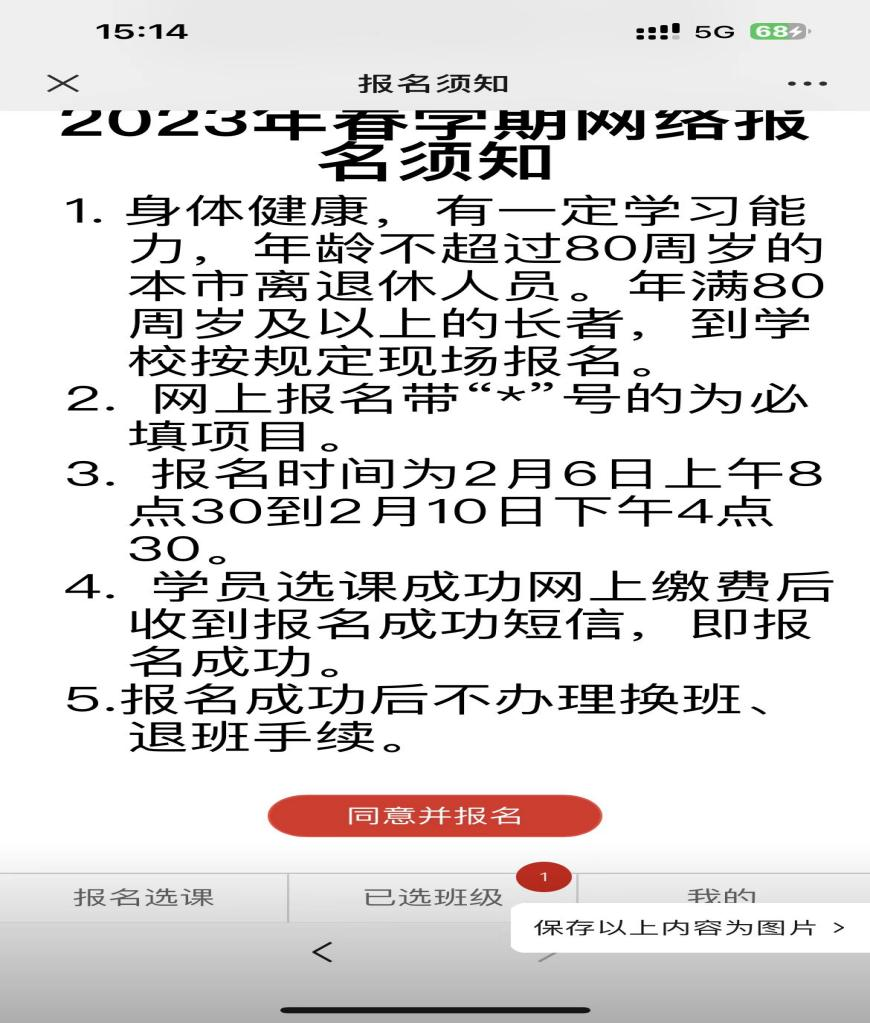 15:14
5G 68
报名须知
2023年春学期网络报
名须知
1. 身体健康，有一定学习能
力，年龄不超过80周岁的
本市离退休人员。年满80
周岁及以上的长者，到学
校按规定现场报名。
2. 网上报名带“*”号的为必
填项目。
3. 报名时间为2月6日上午8
点30到2月10日下午4点
30。
4. 学员选课成功网上缴费后
收到报名成功短信，即报
名成功。
5.报名成功后不办理换班、
退班手续。
同意并报名
报名选课
已选班级
1
我的
保存以上内容为图片 >